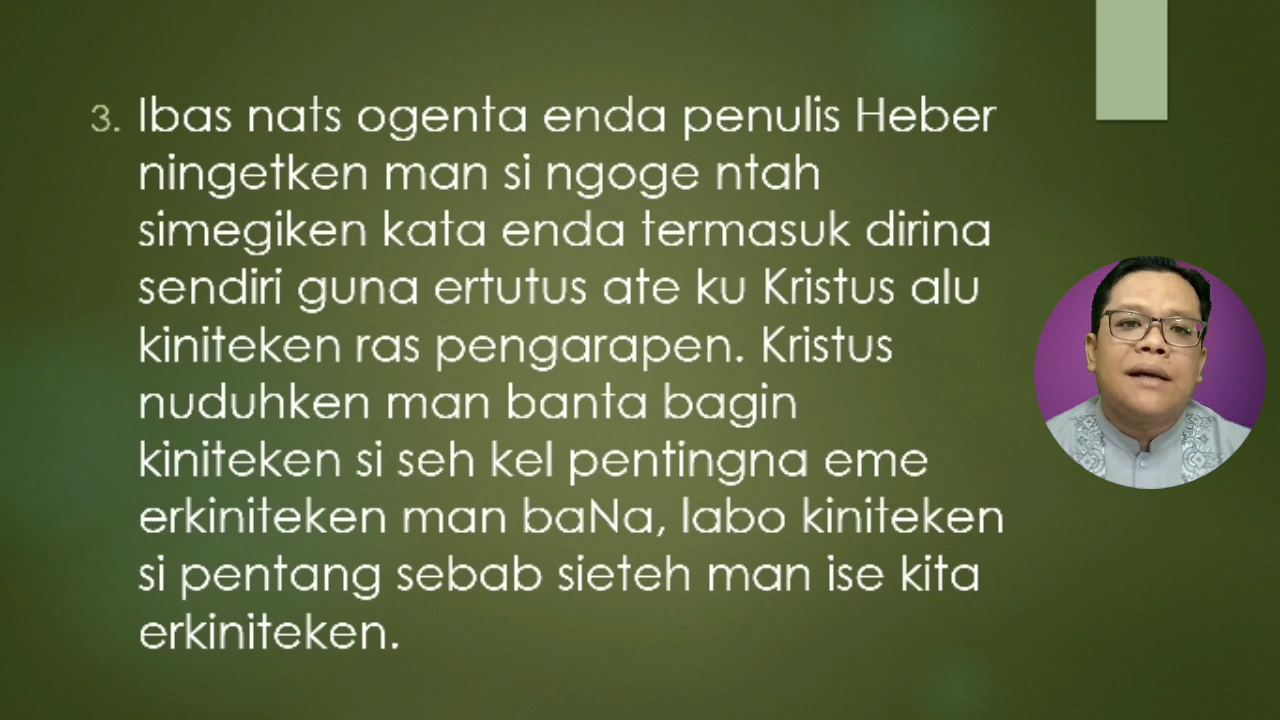 3. Ibas nats ogenta enda penulis Heber
ningetken man si ngoge ntah
simegiken kata enda termasuk dirina
sendiri guna ertutus ate ku Kristus alu
kiniteken ras pengarapen. Kristus
nuduhken man banta bagin
kiniteken si seh kel pentingna eme
erkiniteken man baNa, labo kiniteken
si pentang sebab sieteh man ise kita
erkiniteken.